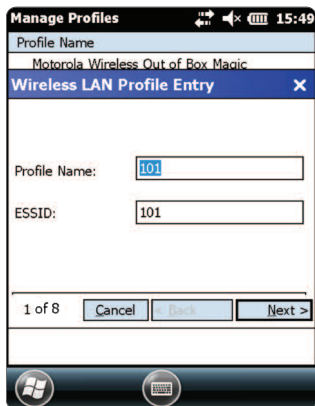 Manage Profiles 15:49
Profile Name
Motorola Wireless Out of Box Magic
Wireless LAN Profile Entry ×
Profile Name: 101
ESSID: 101
1 of 8 Cancel < Back Next >